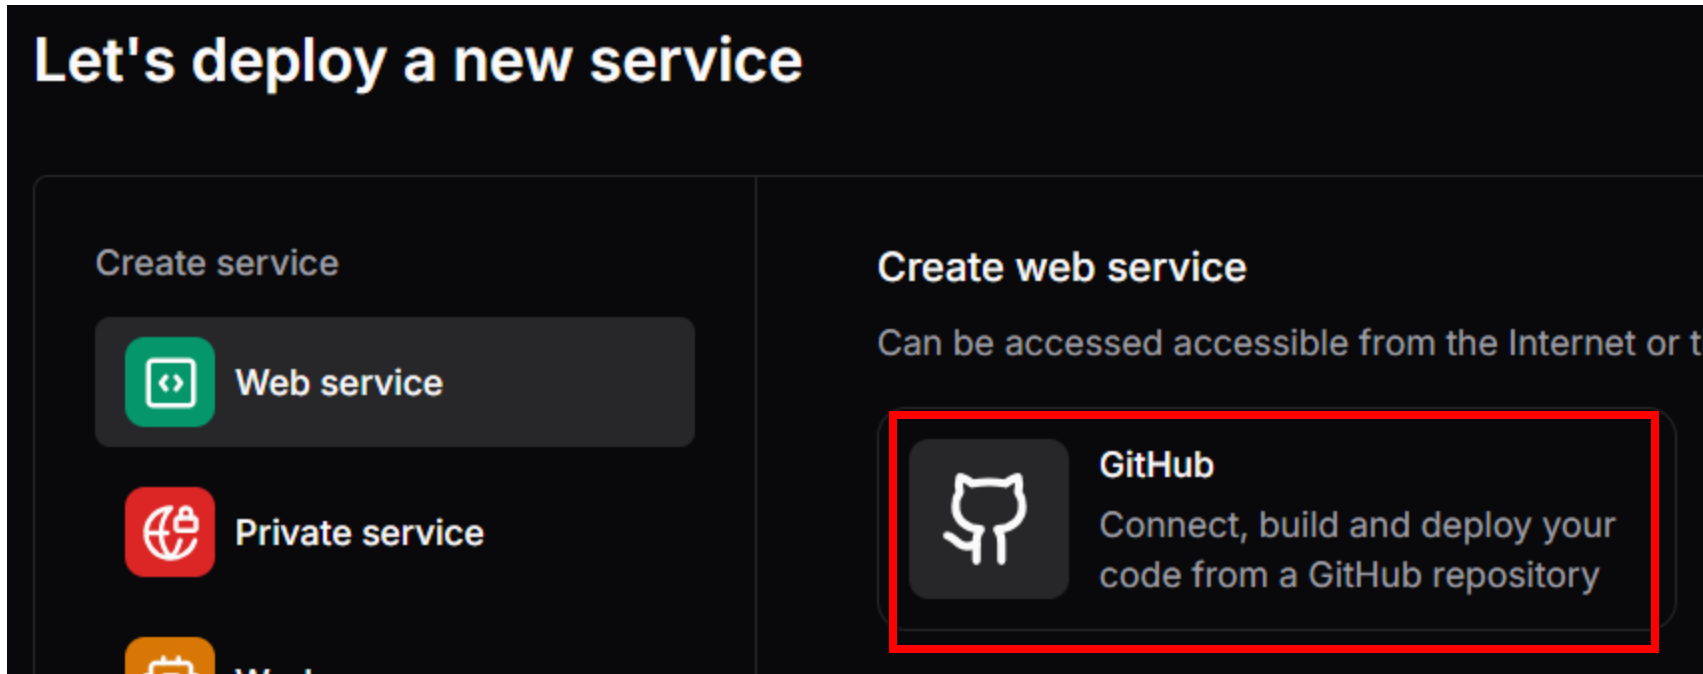 Let's deploy a new service
Create service
Web service
Private service
Create web service
Can be accessed accessible from the Internet or
GitHub
Connect, build and deploy your
code from a GitHub repository